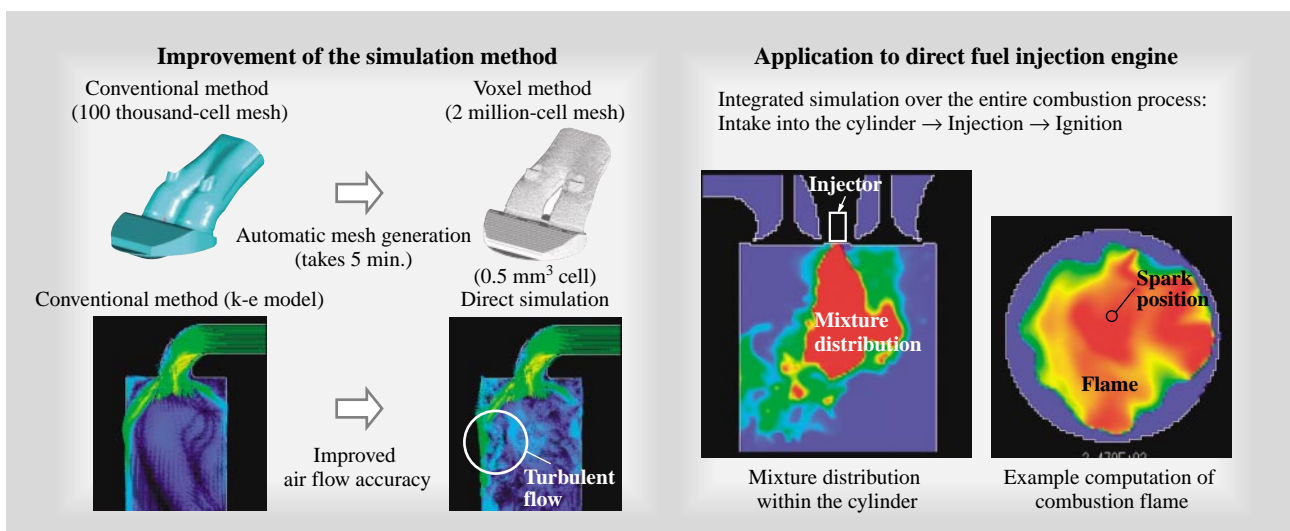 Improvement of the simulation method
Conventional method
(100 thousand-cell mesh)
Voxel method
(2 million-cell mesh)
Automatic mesh generation
(takes 5 min.)
(0.5 mm³ cell)
Conventional method (k-e model)
Direct simulation
Improved
air flow accuracy
Turbulent
flow
Application to direct fuel injection engine
Integrated simulation over the entire combustion process:
Intake into the cylinder → Injection → Ignition
Injector
Mixture
distribution
Mixture distribution
within the cylinder
Spark
position
Flame
Example computation of
combustion flame